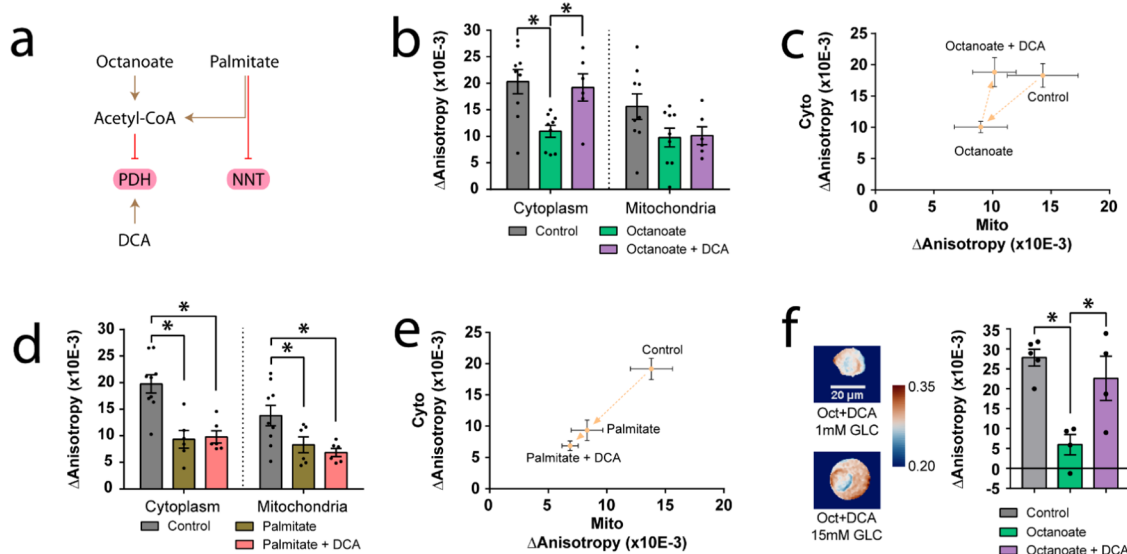 a
Octanoate
Palmitate
Acetyl-CoA
PDH
NNT
DCA
b
ΔAnisotropy (x10E-3)
30
25
20
15
10
5
0
*
*
Cytoplasm
Mitochondria
Control
Octanoate
Octanoate + DCA
c
Cyto
ΔAnisotropy (x10E-3)
25
20
15
10
5
0
Octanoate + DCA
Control
Octanoate
0
5
10
15
20
Mito
ΔAnisotropy (x10E-3)
d
ΔAnisotropy (x10E-3)
30
25
20
15
10
5
0
*
*
*
*
Cytoplasm
Mitochondria
Control
Palmitate
Palmitate + DCA
e
Cyto
ΔAnisotropy (x10E-3)
25
20
15
10
5
0
Control
Palmitate
Palmitate + DCA
0
5
10
15
20
Mito
ΔAnisotropy (x10E-3)
f
20 µm
Oct+DCA
1mM GLC
0.35
0.20
Oct+DCA
15mM GLC
ΔAnisotropy (x10E-3)
35
30
25
20
15
10
5
0
-5
*
*
Control
Octanoate
Octanoate + DCA